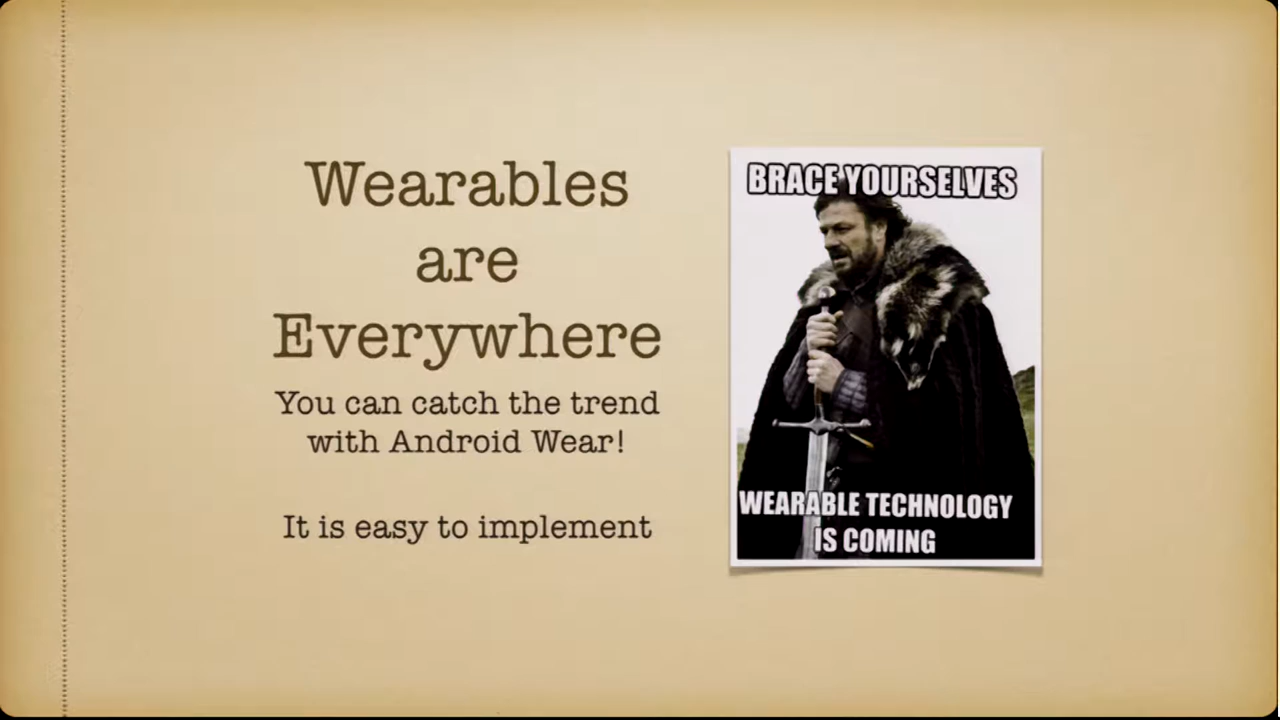 Wearables
are
Everywhere
You can catch the trend
with Android Wear!
It is easy to implement
BRACE YOURSELVES
WEARABLE TECHNOLOGY
IS COMING